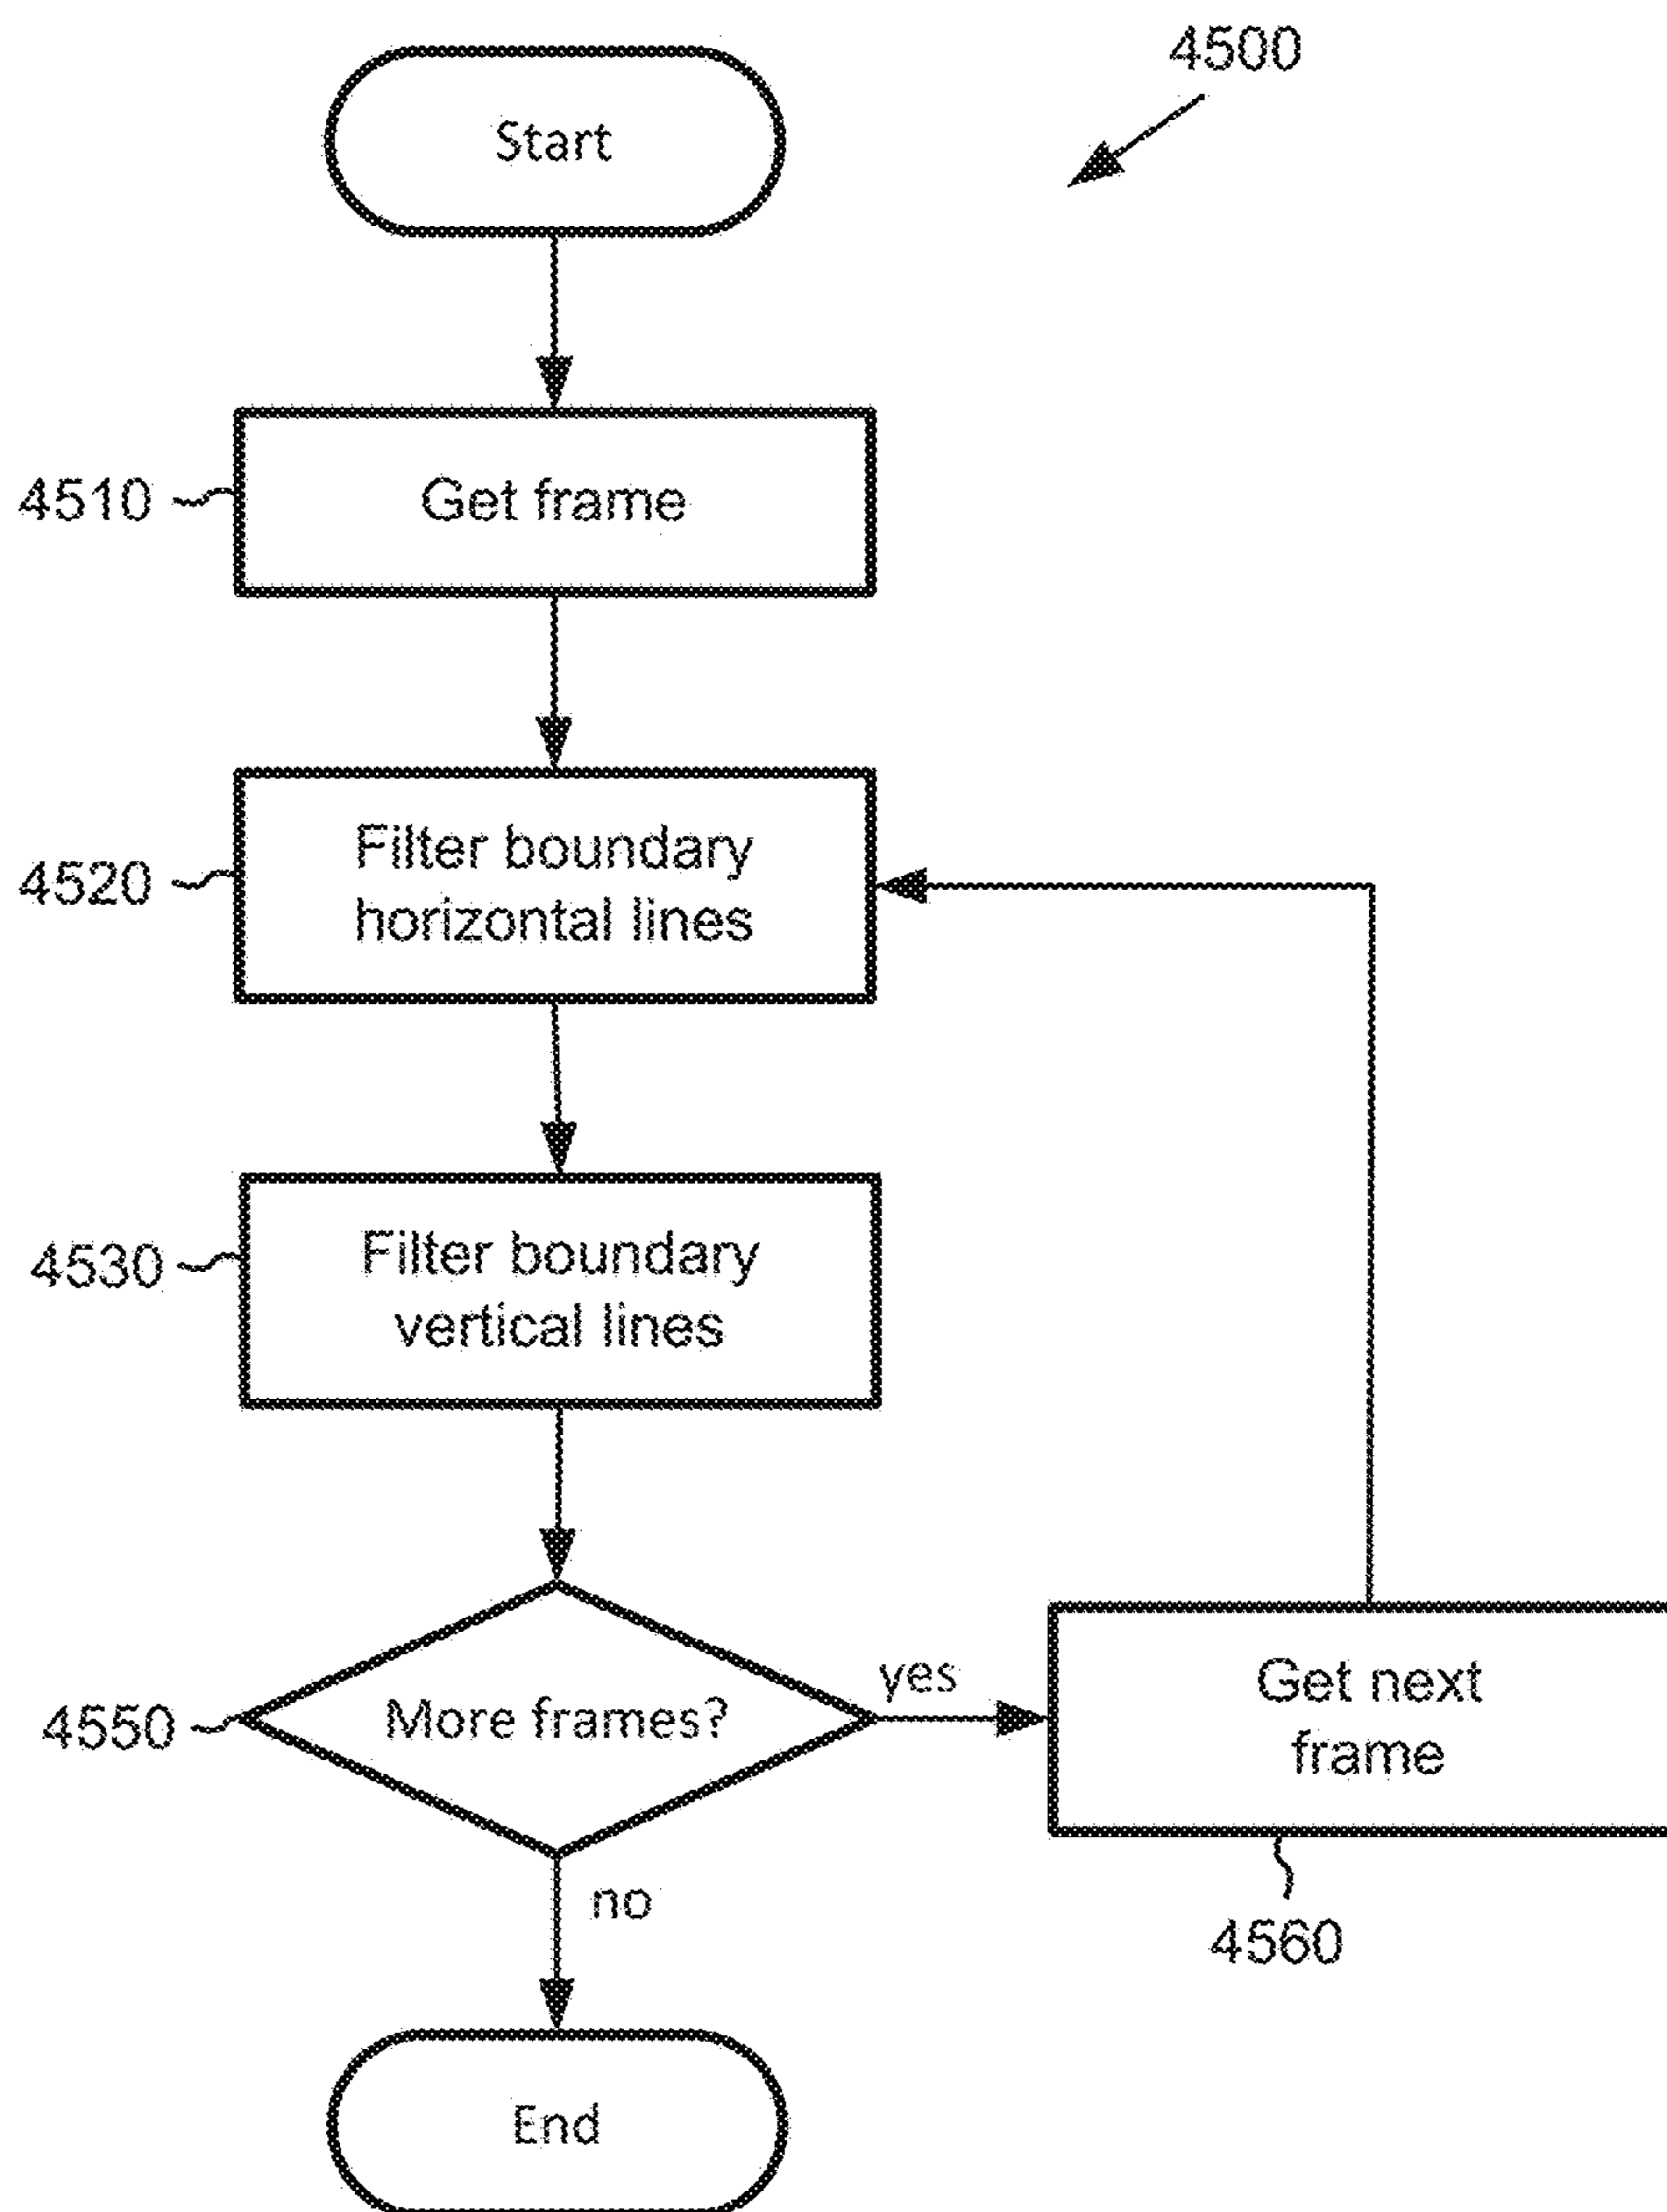 4500
Start
4510
Get frame
4520
Filter boundary
horizontal lines
4530
Filter boundary
vertical lines
4550
More frames?
yes
Get next
frame
4560
no
End